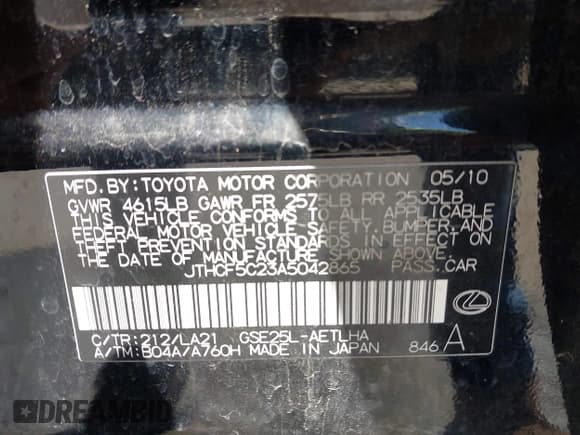 MFD. BY: TOYOTA MOTOR CORPORATION 05/10
GVWR 4615LB GAWR FR 2575LB RR 2535LB
THIS VEHICLE CONFORMS TO ALL APPLICABLE
FEDERAL MOTOR VEHICLE SAFETY, BUMPER, AND
THEFT PREVENTION STANDARDS IN EFFECT ON
THE DATE OF MANUFACTURE SHOWN ABOVE.
JTHCF5C23A5042865 PASS. CAR
C/TR: 212/LA21 GSE25L-AETLHA
A/TM: B04A/A760H MADE IN JAPAN 846 A
DREAMBID